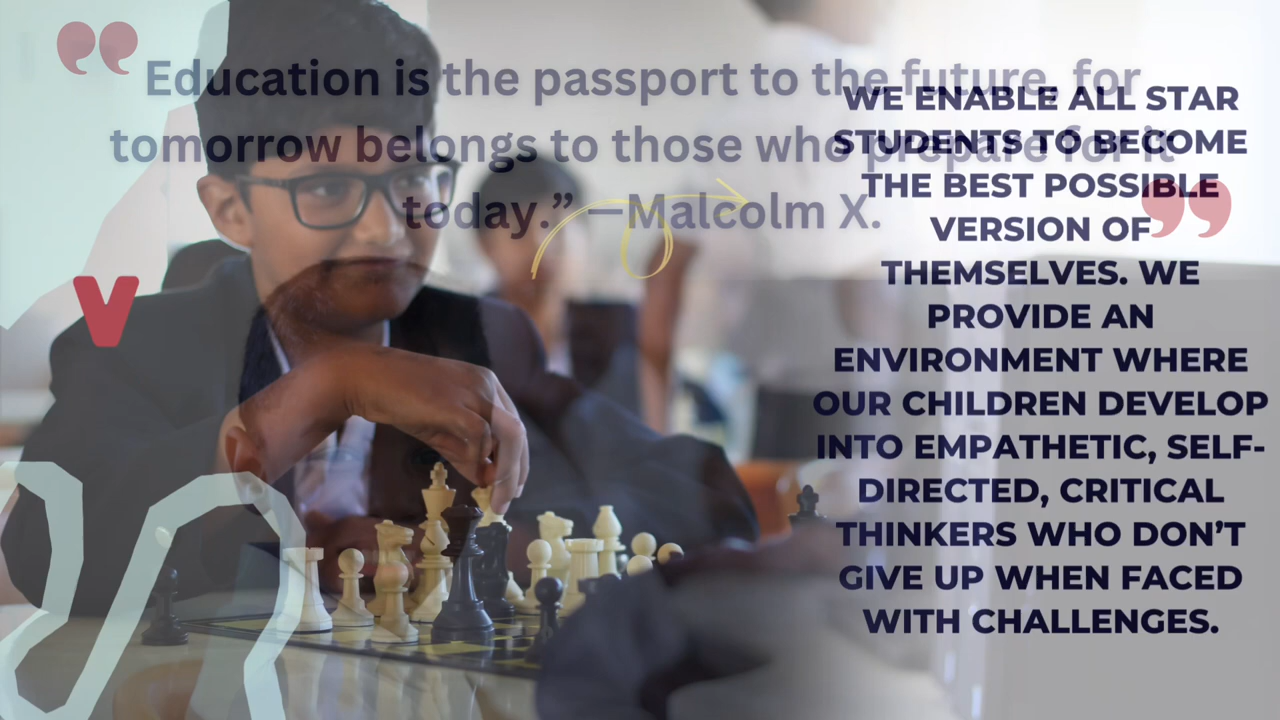 Education is the passport to the future, for
tomorrow belongs to those who prepare for it
today.” —Malcolm X.
WE ENABLE ALL STAR
STUDENTS TO BECOME
THE BEST POSSIBLE
VERSION OF
THEMSELVES. WE
PROVIDE AN
ENVIRONMENT WHERE
OUR CHILDREN DEVELOP
INTO EMPATHETIC, SELF-
DIRECTED, CRITICAL
THINKERS WHO DON’T
GIVE UP WHEN FACED
WITH CHALLENGES.